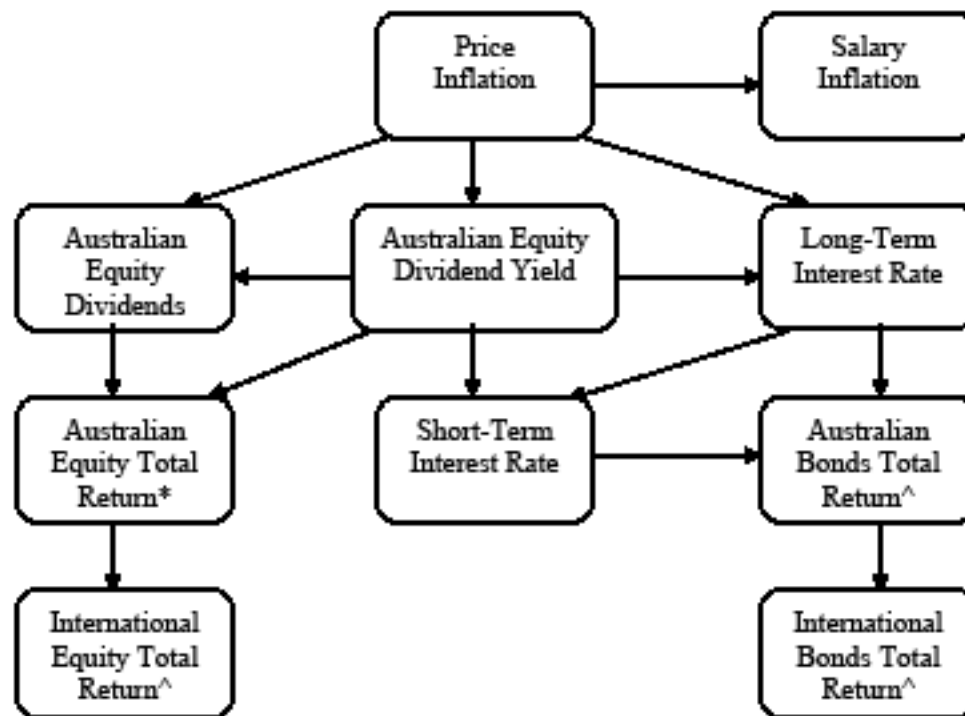 Price
Inflation
Salary
Inflation
Australian
Equity
Dividends
Australian Equity
Dividend Yield
Long-Term
Interest Rate
Australian
Equity Total
Return*
Short-Term
Interest Rate
Australian
Bonds Total
Return^
International
Equity Total
Return^
International
Bonds Total
Return^